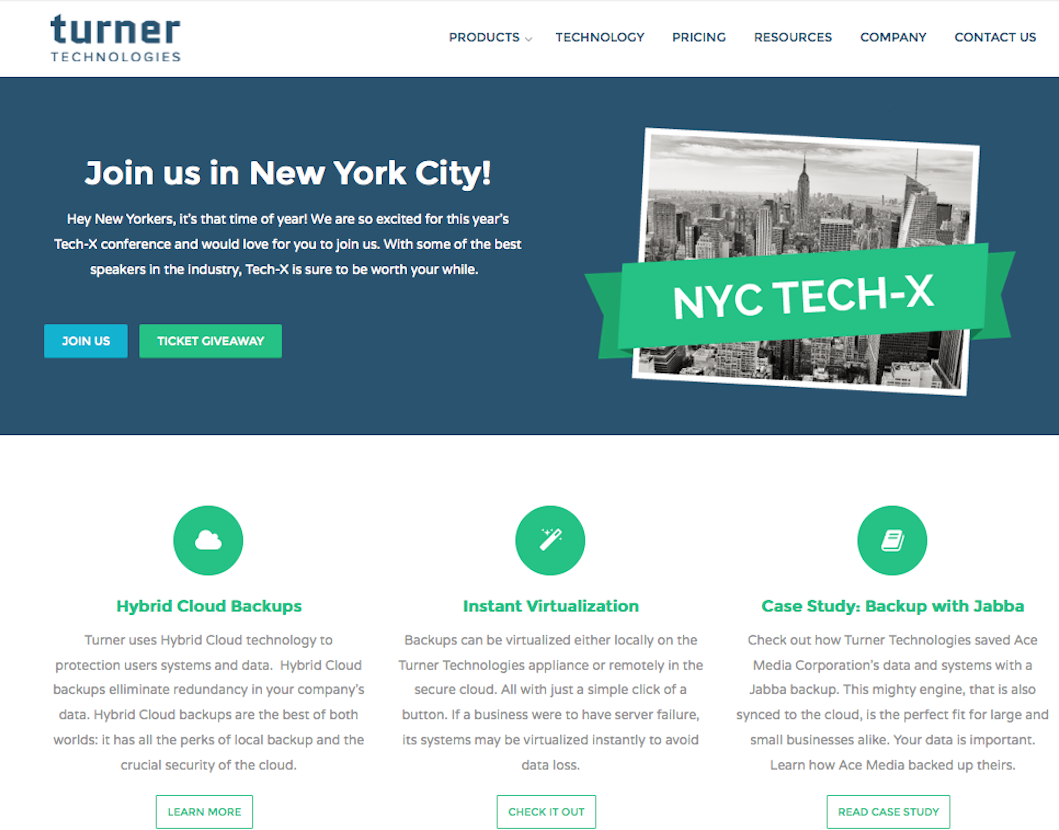 turner
TECHNOLOGIES
PRODUCTS
TECHNOLOGY
PRICING
RESOURCES
COMPANY
CONTACT US
Join us in New York City!
Hey New Yorkers, it's that time of year! We are so excited for this year's
Tech-X conference and would love for you to join us. With some of the best
speakers in the industry, Tech-X is sure to be worth your while.
JOIN US
TICKET GIVEAWAY
NYC TECH-X
Hybrid Cloud Backups
Turner uses Hybrid Cloud technology to
protection users systems and data. Hybrid Cloud
backups elliminate redundancy in your company's
data. Hybrid Cloud backups are the best of both
worlds: it has all the perks of local backup and the
crucial security of the cloud.
LEARN MORE
Instant Virtualization
Backups can be virtualized either locally on the
Turner Technologies appliance or remotely in the
secure cloud. All with just a simple click of a
button. If a business were to have server failure,
its systems may be virtualized instantly to avoid
data loss.
CHECK IT OUT
Case Study: Backup with Jabba
Check out how Turner Technologies saved Ace
Media Corporation's data and systems with a
Jabba backup. This mighty engine, that is also
synced to the cloud, is the perfect fit for large and
small businesses alike. Your data is important.
Learn how Ace Media backed up theirs.
READ CASE STUDY